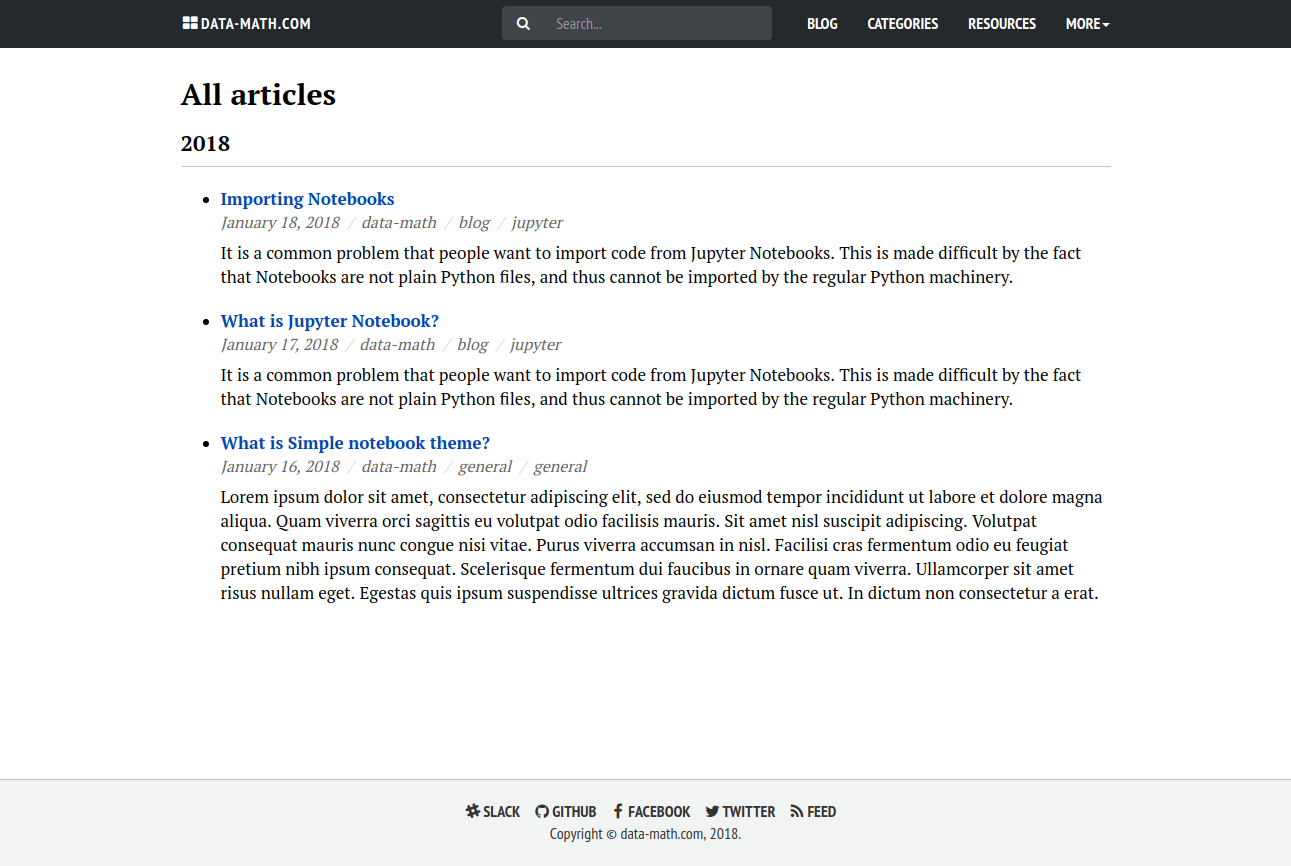 DATA-MATH.COM Search... BLOG CATEGORIES RESOURCES MORE
All articles
2018
Importing Notebooks
January 18, 2018 / data-math / blog / jupyter
It is a common problem that people want to import code from Jupyter Notebooks. This is made difficult by the fact
that Notebooks are not plain Python files, and thus cannot be imported by the regular Python machinery.
What is Jupyter Notebook?
January 17, 2018 / data-math / blog / jupyter
It is a common problem that people want to import code from Jupyter Notebooks. This is made difficult by the fact
that Notebooks are not plain Python files, and thus cannot be imported by the regular Python machinery.
What is Simple notebook theme?
January 16, 2018 / data-math / general / general
Lorem ipsum dolor sit amet, consectetur adipiscing elit, sed do eiusmod tempor incididunt ut labore et dolore magna
aliqua. Quam viverra orci sagittis eu volutpat odio facilisis mauris. Sit amet nisl suscipit adipiscing. Volutpat
consequat mauris nunc congue nisi vitae. Purus viverra accumsan in nisl. Facilisi cras fermentum odio eu feugiat
pretium nibh ipsum consequat. Scelerisque fermentum dui faucibus in ornare quam viverra. Ullamcorper sit amet
risus nullam eget. Egestas quis ipsum suspendisse ultrices gravida dictum fusce ut. In dictum non consectetur a erat.
SLACK GITHUB FACEBOOK TWITTER FEED
Copyright © data-math.com, 2018.